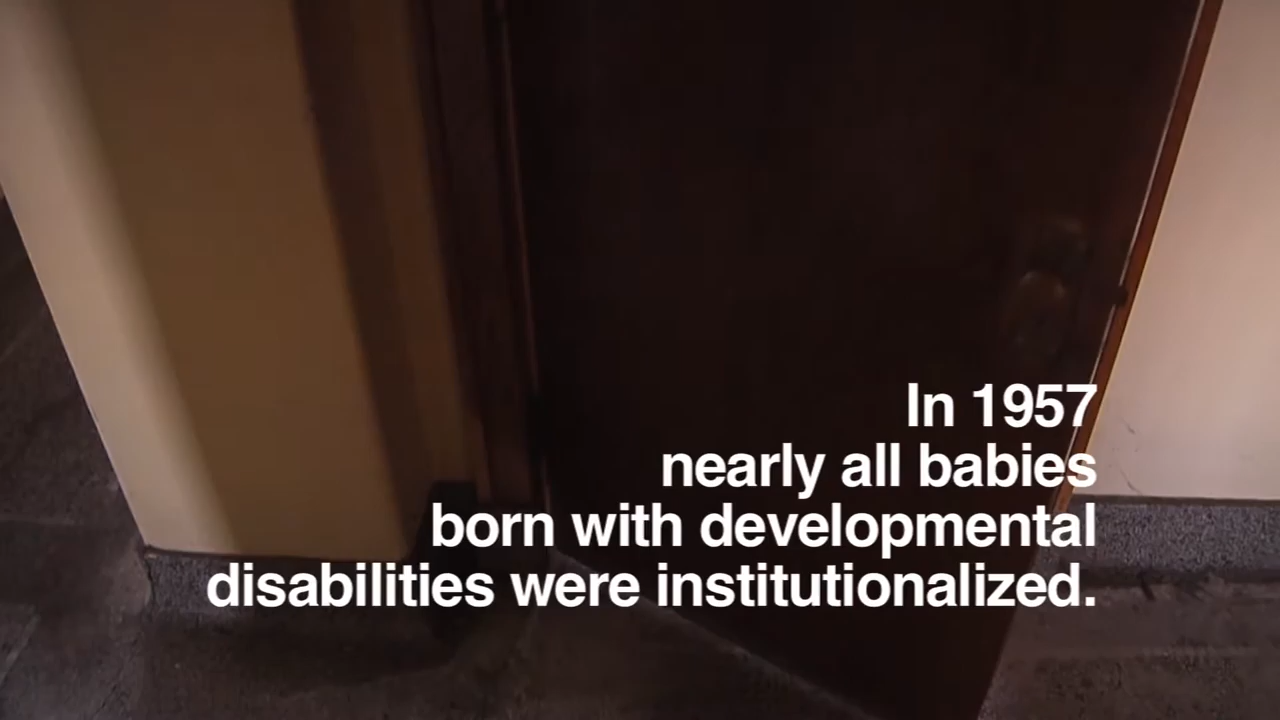 In 1957
nearly all babies
born with developmental
disabilities were institutionalized.